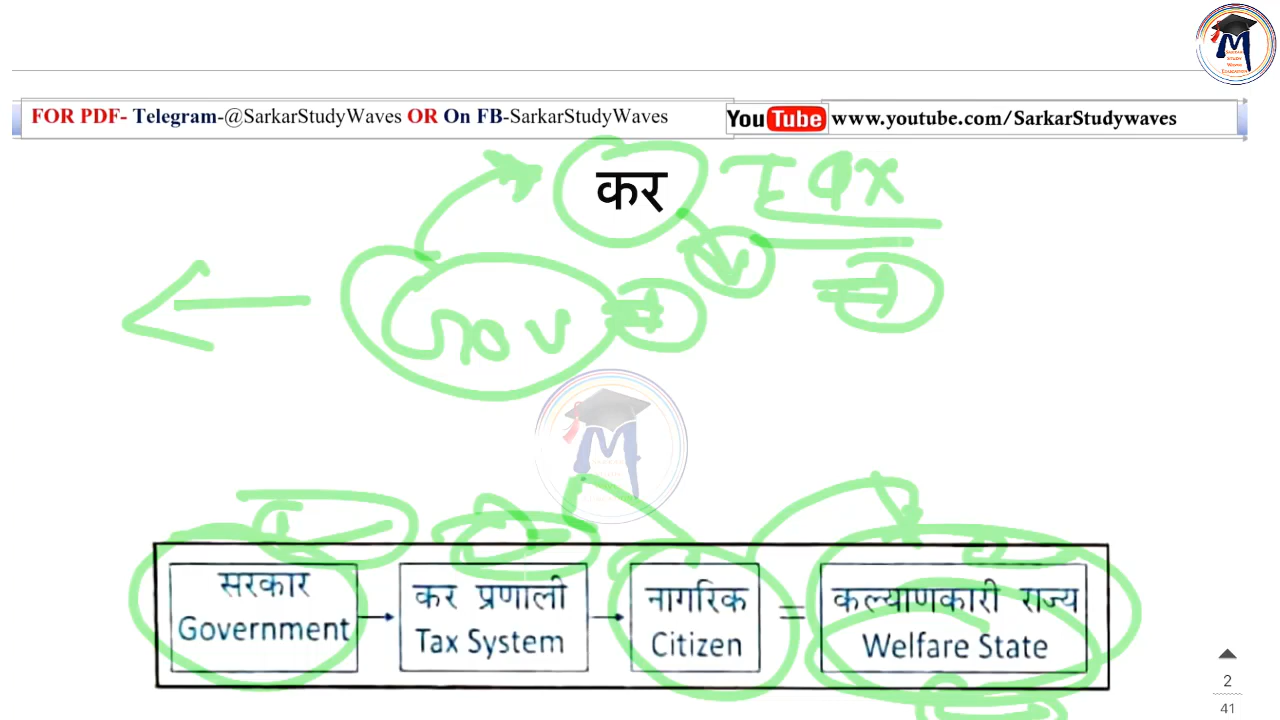 FOR PDF- Telegram-@SarkarStudyWaves OR On FB-SarkarStudyWaves
YouTube www.youtube.com/SarkarStudywaves
कर Tax
Gov
सरकार
Government
कर प्रणाली
Tax System
नागरिक
Citizen
=
कल्याणकारी राज्य
Welfare State
2
41